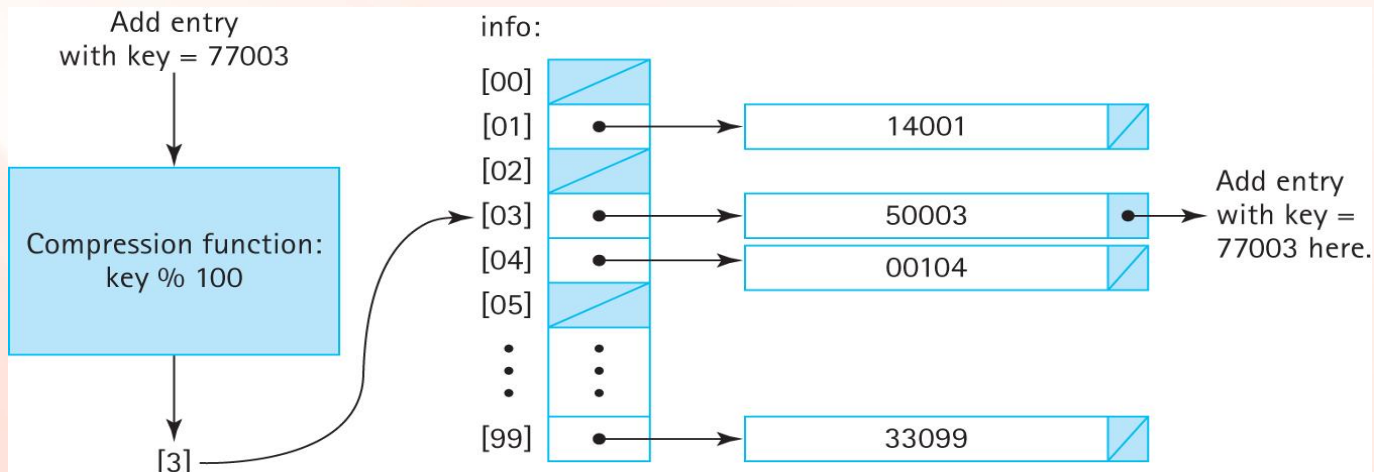 Add entry
with key = 77003
Compression function:
key % 100
[3]
info:
[00]
[01]
14001
[02]
[03]
50003
[04]
00104
[05]
[99]
33099
Add entry
with key =
77003 here.